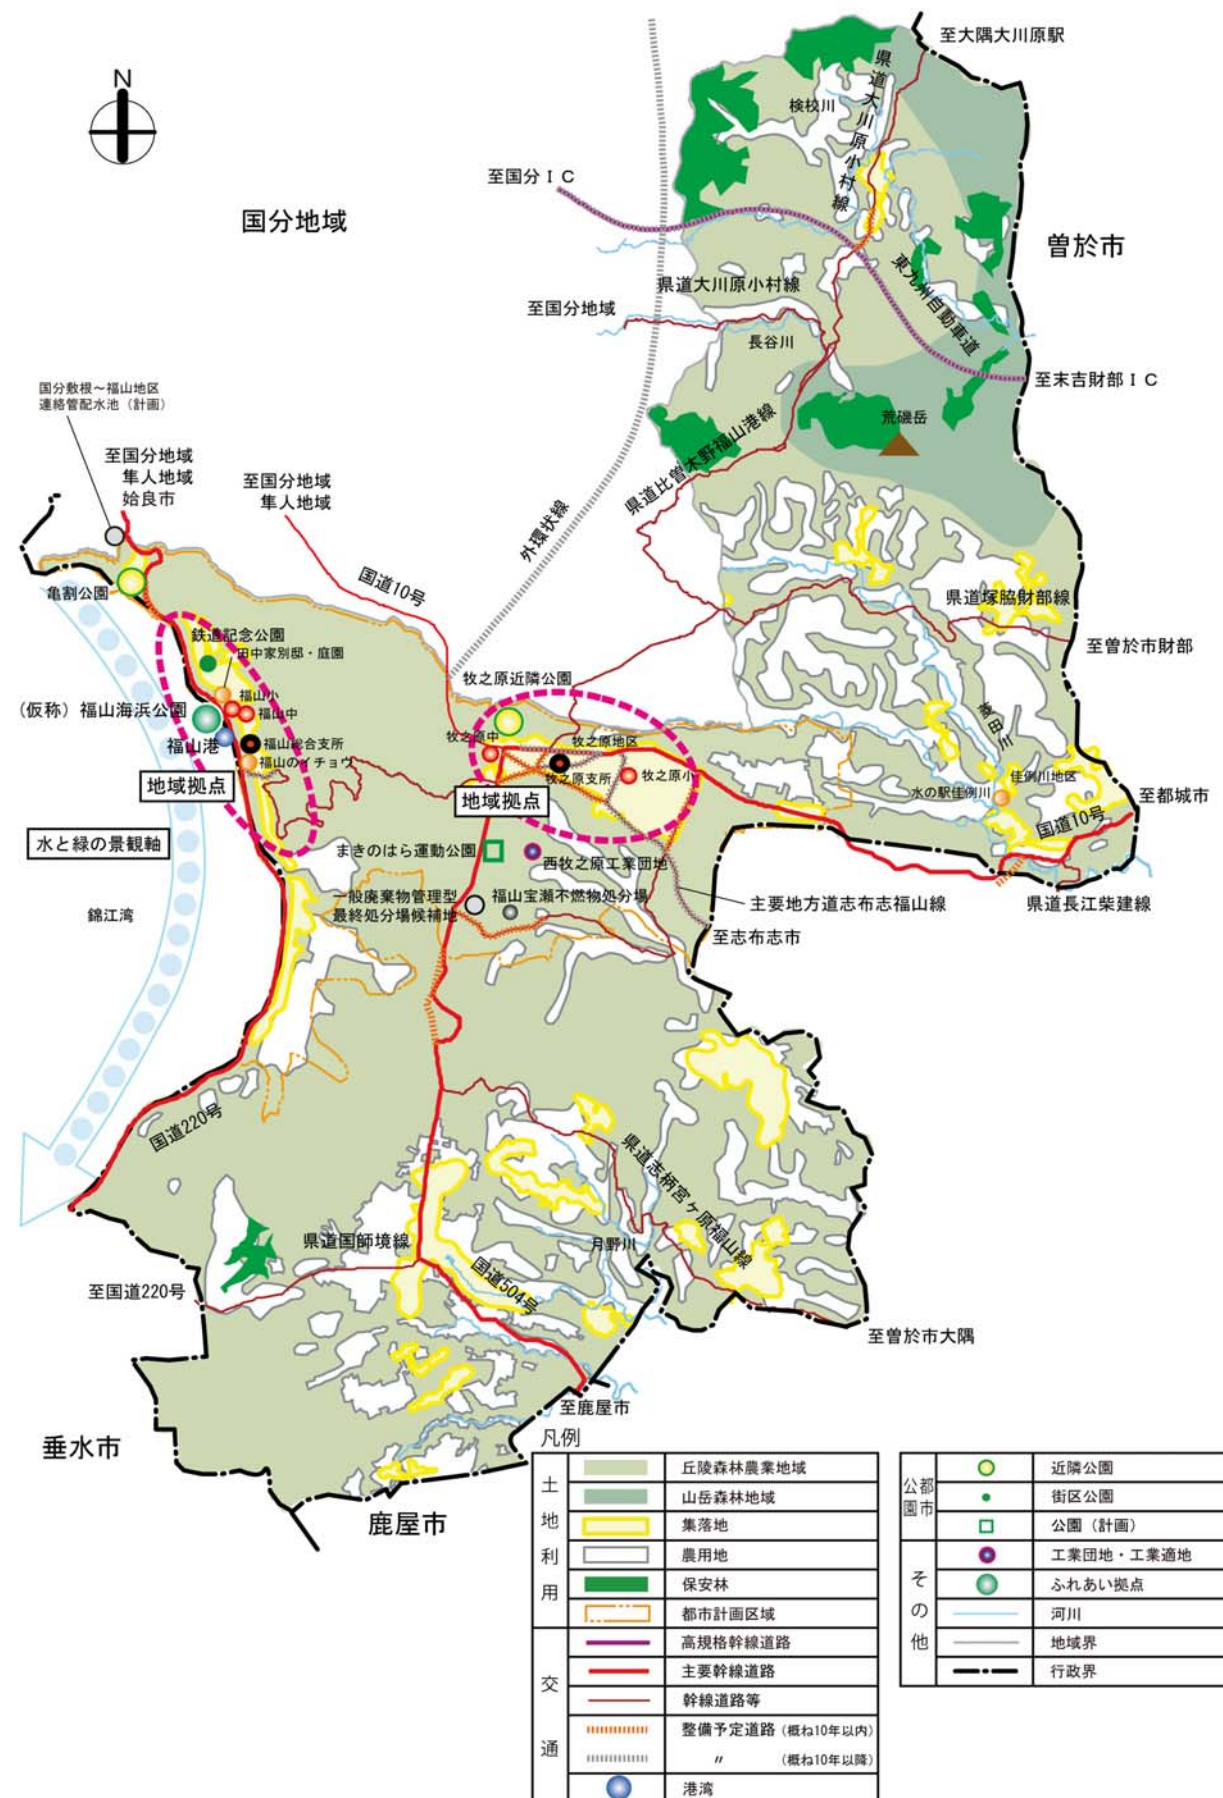 至大隅大川原駅
N
検校川
県道大川原小村線
至国分ＩＣ
国分地域
曽於市
県道大川原小村線
東九州自動車道
至国分地域
長谷川
至末吉財部ＩＣ
国分敷根～福山地区
連絡管配水池（計画）
荒磯岳
県道比曽木野福山港線
至国分地域
隼人地域
姶良市
至国分地域
隼人地域
外環状線
国道10号
亀割公園
県道塚脇財部線
鉄道記念公園
田中家別邸・庭園
至曽於市財部
牧之原近隣公園
福山小
（仮称）福山海浜公園
福山中
福山港
福山総合支所
福山のイチョウ
牧之原中
牧之原地区
牧之原支所
牧之原小
佳例川地区
水の駅佳例川
地域拠点
地域拠点
至都城市
国道10号
水と緑の景観軸
まきのはら運動公園
西牧之原工業団地
一般廃棄物管理型
最終処分場候補地
福山宝瀬不燃物処分場
主要地方道志布志福山線
県道長江柴建線
錦江湾
至志布志市
国道220号
県道志柄宮ヶ原福山線
県道国師境線
月野川
国道504号
至国道220号
至曽於市大隅
至鹿屋市
垂水市
鹿屋市
凡例
土地利用
丘陵森林農業地域
山岳森林地域
集落地
農用地
保安林
都市計画区域
交通
高規格幹線道路
主要幹線道路
幹線道路等
整備予定道路（概ね10年以内）
〃（概ね10年以降）
港湾
都市公園
近隣公園
街区公園
公園（計画）
その他
工業団地・工業適地
ふれあい拠点
河川
地域界
行政界